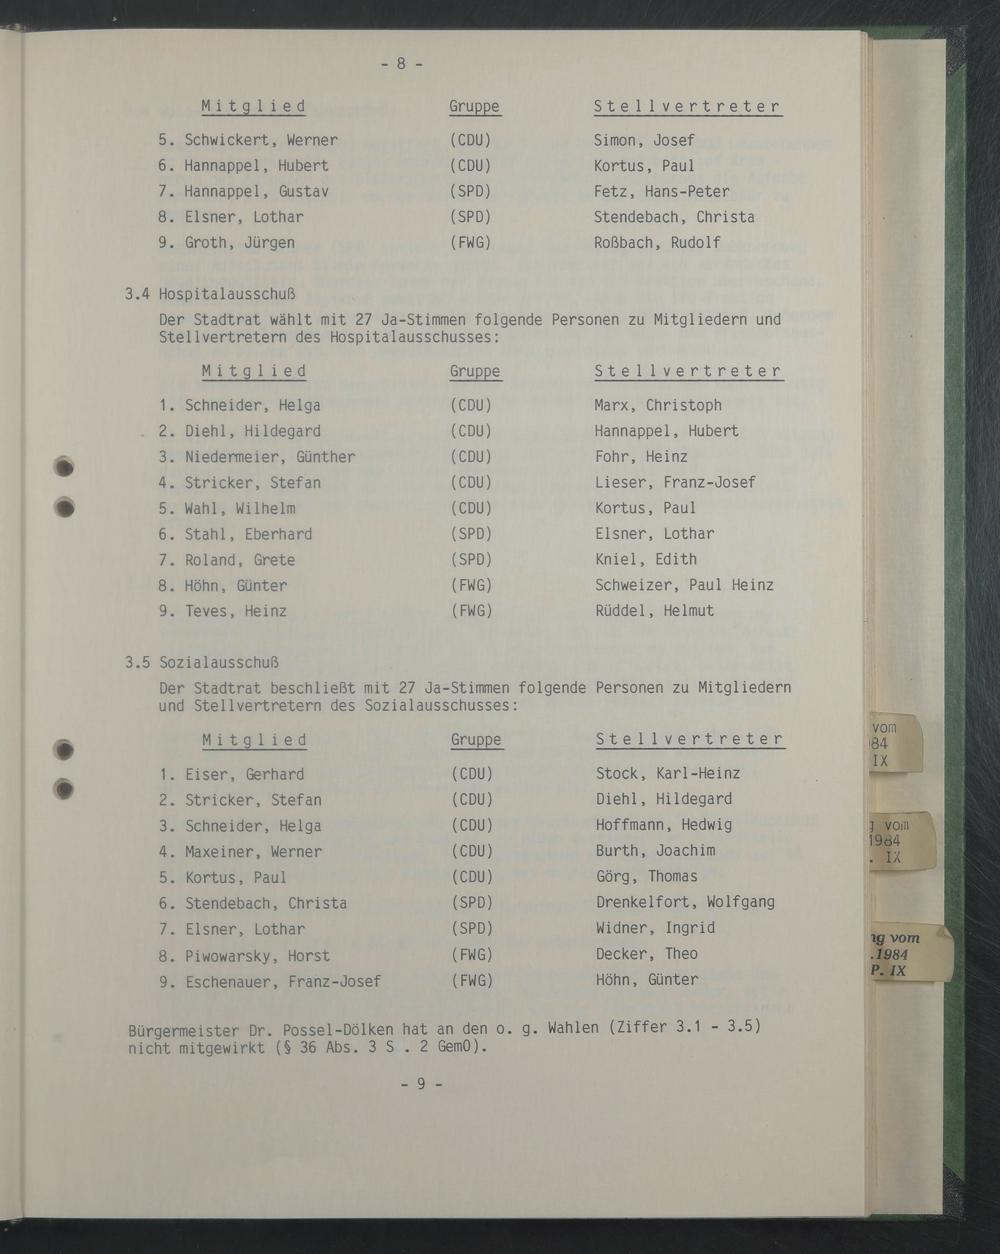 - 8 -
Mitglied Gruppe Stellvertreter
5. Schwickert, Werner (CDU) Simon, Josef
6. Hannappel, Hubert (CDU) Kortus, Paul
7. Hannappel, Gustav (SPD) Fetz, Hans-Peter
8. Elsner, Lothar (SPD) Stendebach, Christa
9. Groth, Jürgen (FWG) Roßbach, Rudolf
3.4 Hospitalausschuß
Der Stadtrat wählt mit 27 Ja-Stimmen folgende Personen zu Mitgliedern und
Stellvertretern des Hospitalausschusses:
Mitglied Gruppe Stellvertreter
1. Schneider, Helga (CDU) Marx, Christoph
2. Diehl, Hildegard (CDU) Hannappel, Hubert
3. Niedermeier, Günther (CDU) Fohr, Heinz
4. Stricker, Stefan (CDU) Lieser, Franz-Josef
5. Wahl, Wilhelm (CDU) Kortus, Paul
6. Stahl, Eberhard (SPD) Elsner, Lothar
7. Roland, Grete (SPD) Kniel, Edith
8. Höhn, Günter (FWG) Schweizer, Paul Heinz
9. Teves, Heinz (FWG) Rüddel, Helmut
3.5 Sozialausschuß
Der Stadtrat beschließt mit 27 Ja-Stimmen folgende Personen zu Mitgliedern
und Stellvertretern des Sozialausschusses:
Mitglied Gruppe Stellvertreter
1. Eiser, Gerhard (CDU) Stock, Karl-Heinz
2. Stricker, Stefan (CDU) Diehl, Hildegard
3. Schneider, Helga (CDU) Hoffmann, Hedwig
4. Maxeiner, Werner (CDU) Burth, Joachim
5. Kortus, Paul (CDU) Görg, Thomas
6. Stendebach, Christa (SPD) Drenkelfort, Wolfgang
7. Elsner, Lothar (SPD) Widner, Ingrid
8. Piwowarsky, Horst (FWG) Decker, Theo
9. Eschenauer, Franz-Josef (FWG) Höhn, Günter
Bürgermeister Dr. Possel-Dölken hat an den o. g. Wahlen (Ziffer 3.1 - 3.5)
nicht mitgewirkt (§ 36 Abs. 3 S . 2 GemO).
- 9 -
vom
84
IX
g vom
1984
. IX
ng vom
.1984
P. IX